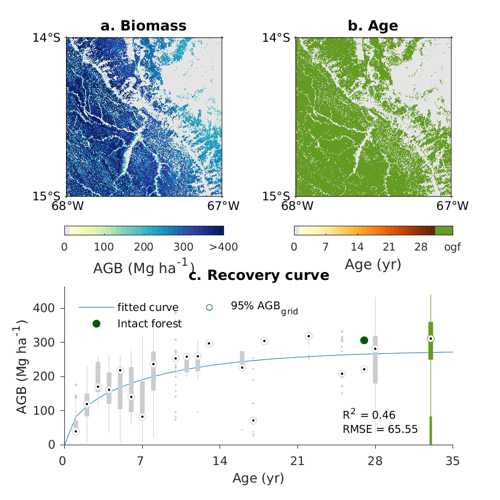 a. Biomass
b. Age
14°S
14°S
15°S
15°S
68°W
67°W
68°W
67°W
0 100 200 300 >400
0 7 14 21 28 ogf
AGB (Mg ha⁻¹)
Age (yr)
c. Recovery curve
fitted curve
95% AGB_grid
Intact forest
AGB (Mg ha⁻¹)
400
300
200
100
0
R² = 0.46
RMSE = 65.55
0 7 14 21 28 35
Age (yr)